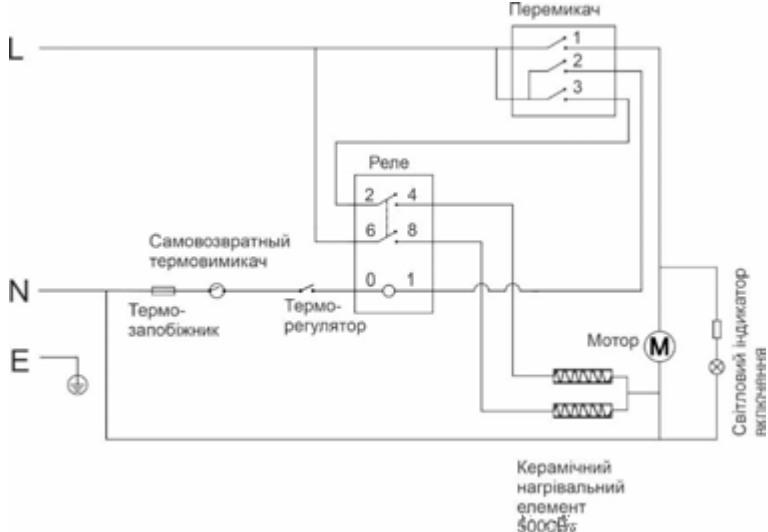 Перемикач
L
1
2
3
Реле
2 4
6 8
0 1
Самовозвратный
термовимикач
N
Термо-
запобіжник
Термо-
регулятор
E
Мотор
M
Світловий індикатор
включення
Керамічний
нагрівальний
елемент